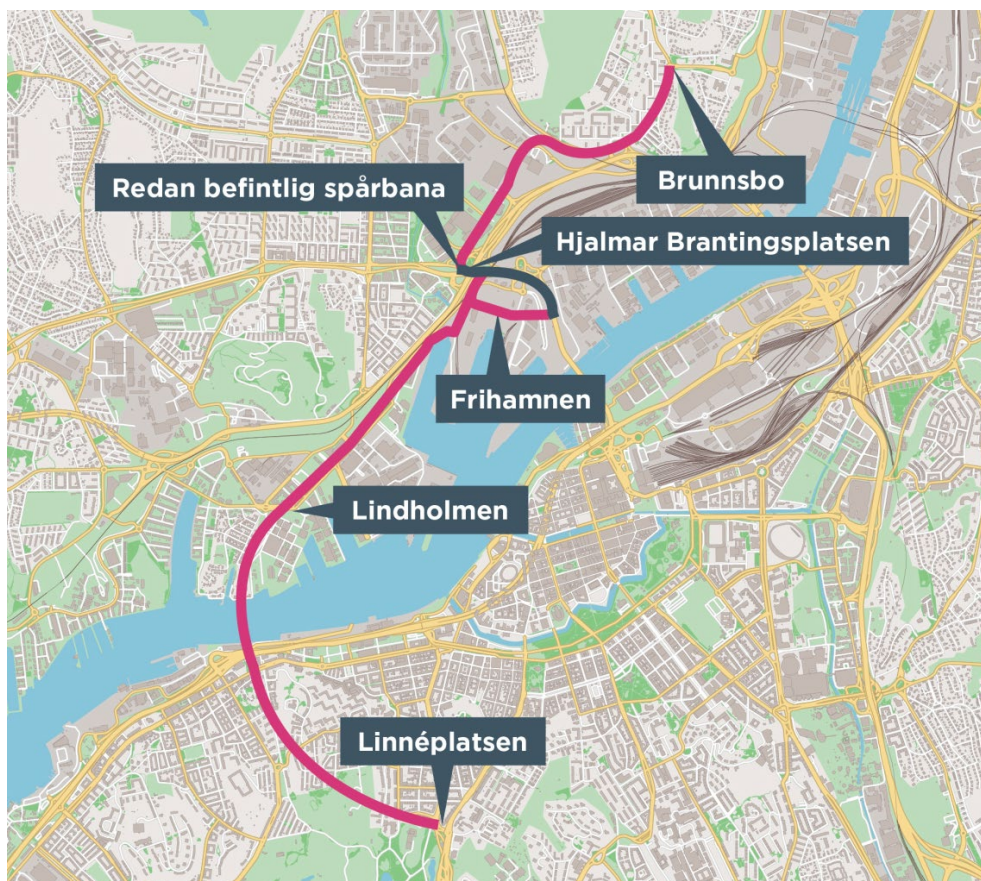 Brunnsbo
Redan befintlig spårbana
Hjalmar Brantingsplatsen
Frihamnen
Lindholmen
Linnéplatsen